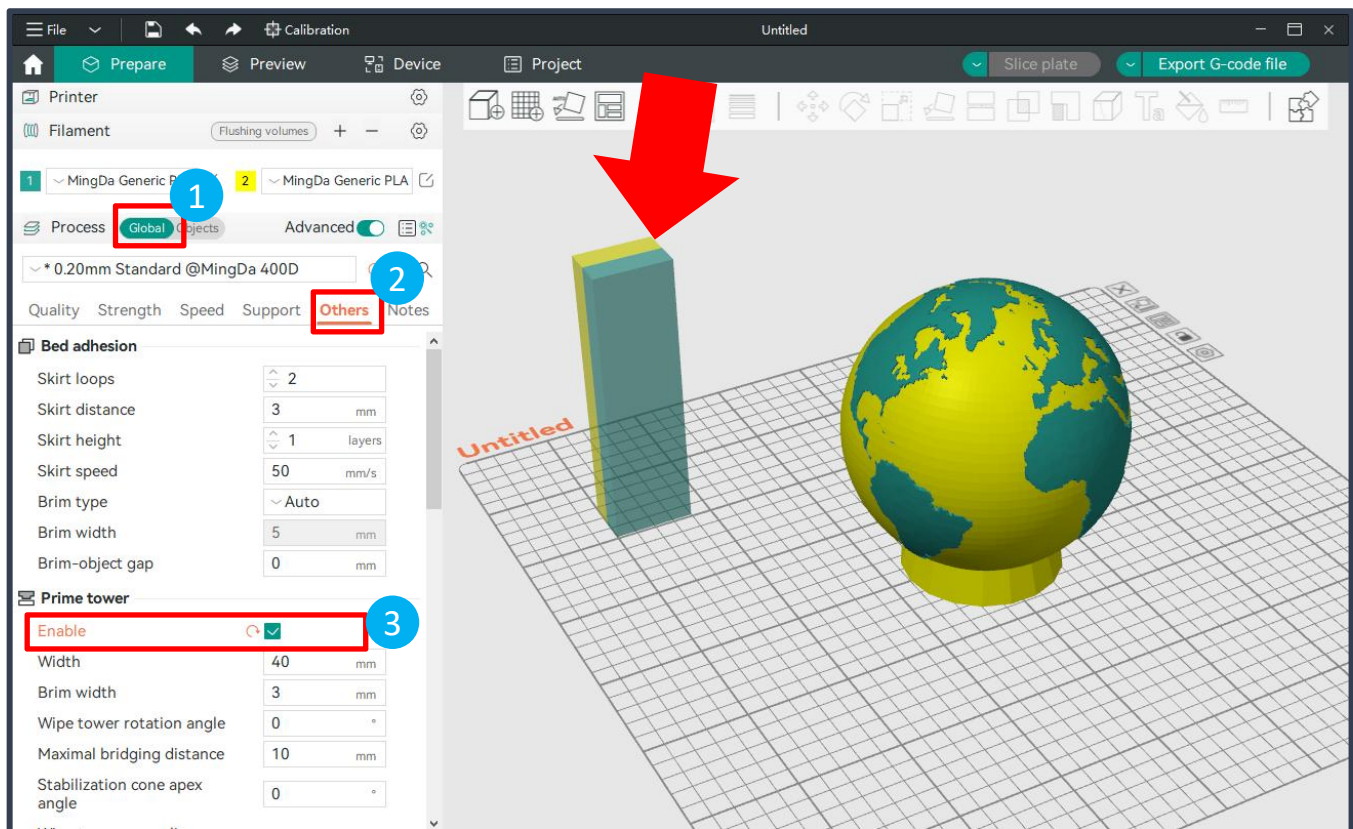 File Calibration Untitled
Prepare Preview Device Project Slice plate Export G-code file
Printer
Filament Flushing volumes
1 MingDa Generic 2 MingDa Generic PLA
1
Process Global Objects Advanced
* 0.20mm Standard @MingDa 400D
2
Quality Strength Speed Support Others Notes
Bed adhesion
Skirt loops 2
Skirt distance 3 mm
Skirt height 1 layers
Skirt speed 50 mm/s
Brim type Auto
Brim width 5 mm
Brim-object gap 0 mm
Prime tower
Enable 3
Width 40 mm
Brim width 3 mm
Wipe tower rotation angle 0 °
Maximal bridging distance 10 mm
Stabilization cone apex
angle 0 °
Untitled